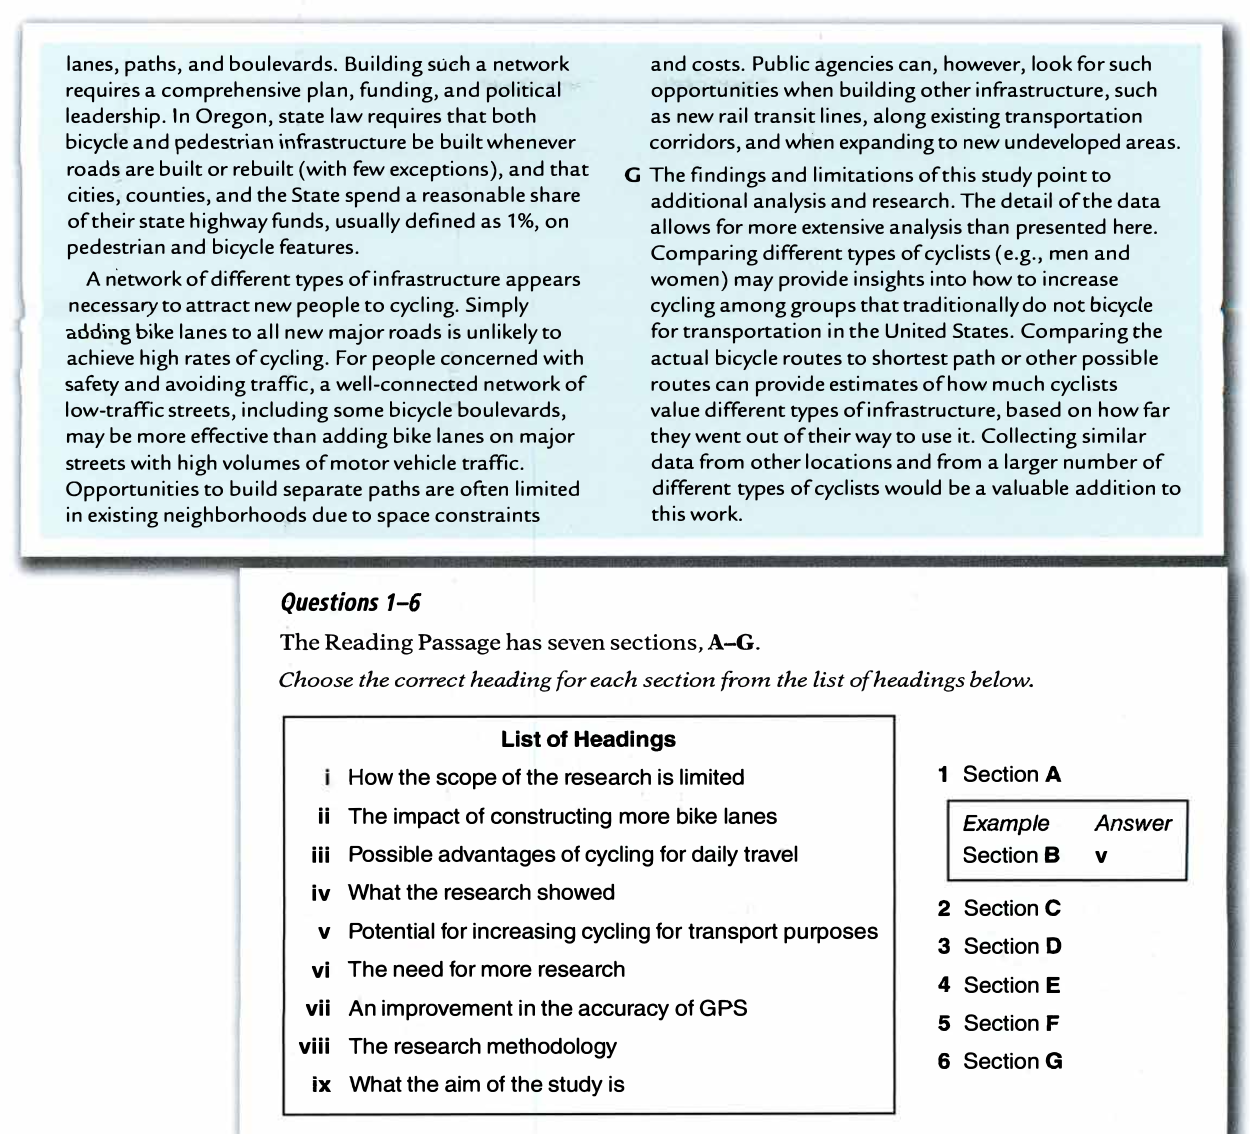 lanes, paths, and boulevards. Building such a network
requires a comprehensive plan, funding, and political
leadership. In Oregon, state law requires that both
bicycle and pedestrian infrastructure be built whenever
roads are built or rebuilt (with few exceptions), and that
cities, counties, and the State spend a reasonable share
of their state highway funds, usually defined as 1%, on
pedestrian and bicycle features.
A network of different types of infrastructure appears
necessary to attract new people to cycling. Simply
adding bike lanes to all new major roads is unlikely to
achieve high rates of cycling. For people concerned with
safety and avoiding traffic, a well-connected network of
low-traffic streets, including some bicycle boulevards,
may be more effective than adding bike lanes on major
streets with high volumes of motor vehicle traffic.
Opportunities to build separate paths are often limited
in existing neighborhoods due to space constraints
and costs. Public agencies can, however, look for such
opportunities when building other infrastructure, such
as new rail transit lines, along existing transportation
corridors, and when expanding to new undeveloped areas.
G The findings and limitations of this study point to
additional analysis and research. The detail of the data
allows for more extensive analysis than presented here.
Comparing different types of cyclists (e.g., men and
women) may provide insights into how to increase
cycling among groups that traditionally do not bicycle
for transportation in the United States. Comparing the
actual bicycle routes to shortest path or other possible
routes can provide estimates of how much cyclists
value different types of infrastructure, based on how far
they went out of their way to use it. Collecting similar
data from other locations and from a larger number of
different types of cyclists would be a valuable addition to
this work.
Questions 1–6
The Reading Passage has seven sections, A–G.
Choose the correct heading for each section from the list of headings below.
List of Headings
i How the scope of the research is limited
ii The impact of constructing more bike lanes
iii Possible advantages of cycling for daily travel
iv What the research showed
v Potential for increasing cycling for transport purposes
vi The need for more research
vii An improvement in the accuracy of GPS
viii The research methodology
ix What the aim of the study is
1 Section A
Example Answer
Section B v
2 Section C
3 Section D
4 Section E
5 Section F
6 Section G